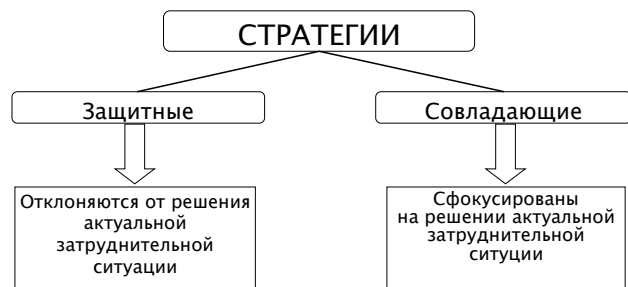 СТРАТЕГИИ
Защитные
Совладающие
Отклоняются от решения
актуальной
затруднительной
ситуации
Сфокусированы
на решении актуальной
затруднительной
ситуции